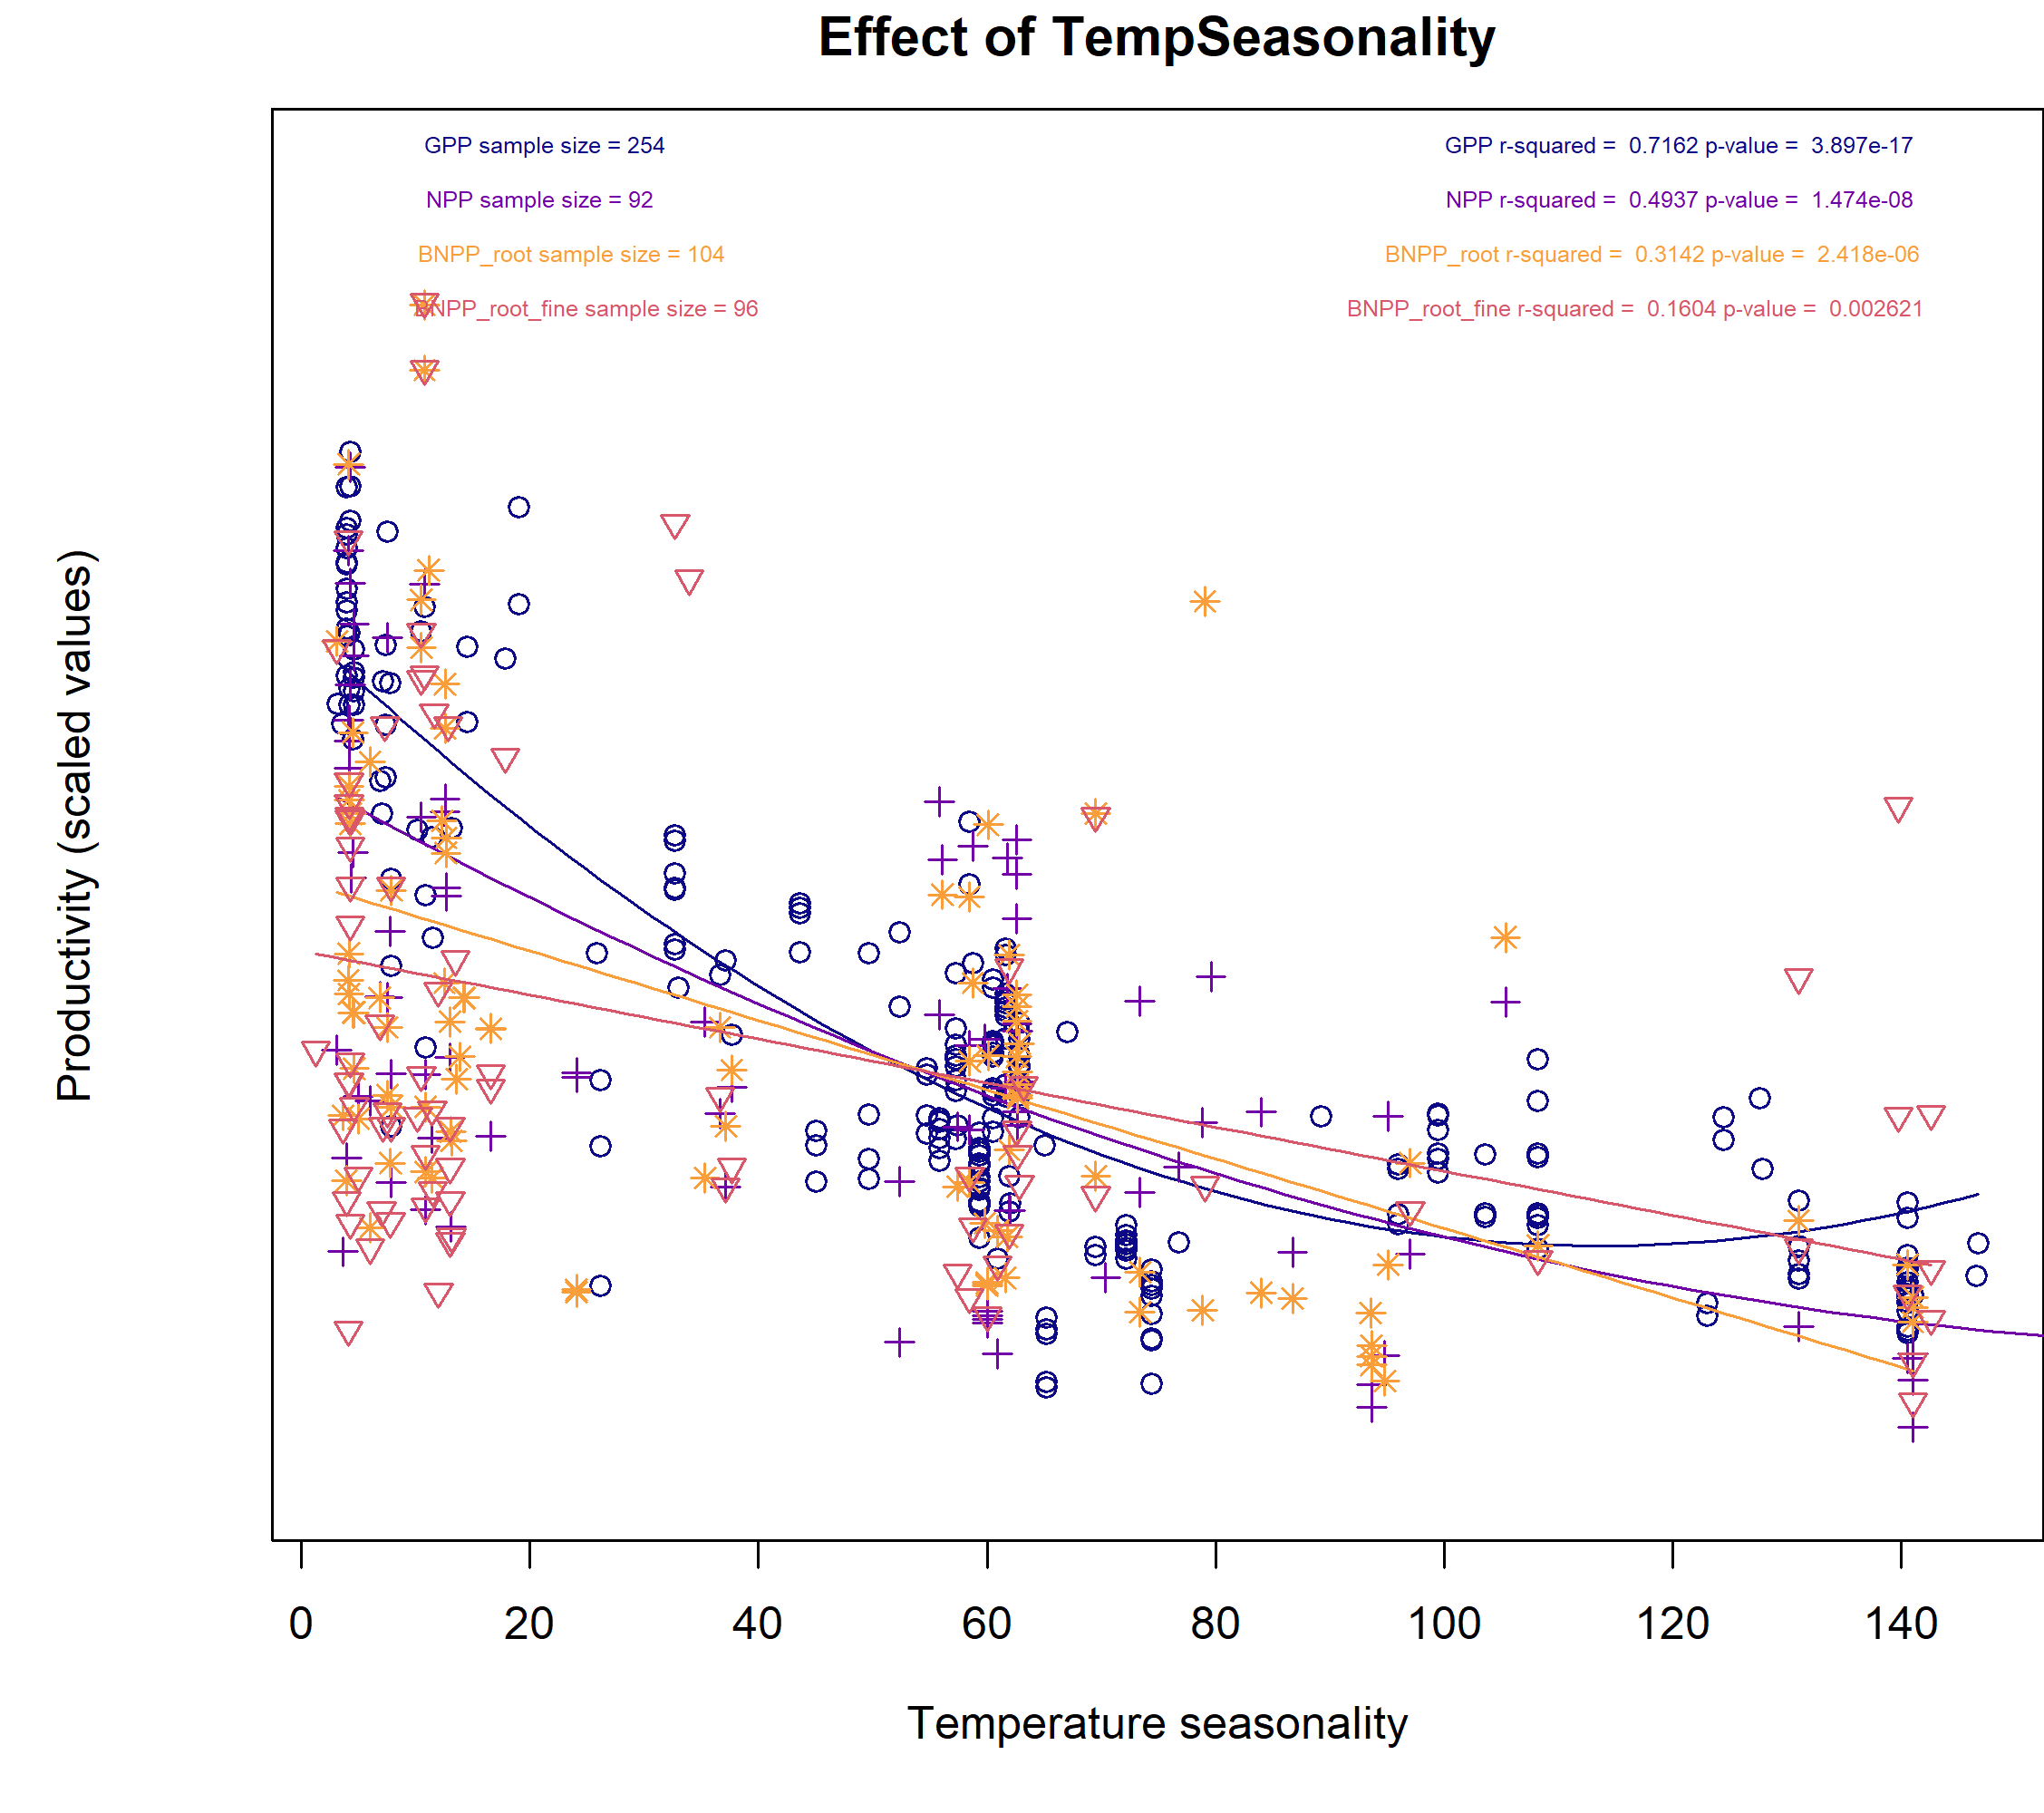 Effect of TempSeasonality
GPP sample size = 254
GPP r-squared = 0.7162 p-value = 3.897e-17
NPP sample size = 92
NPP r-squared = 0.4937 p-value = 1.474e-08
BNPP_root sample size = 104
BNPP_root r-squared = 0.3142 p-value = 2.418e-06
BNPP_root_fine sample size = 96
BNPP_root_fine r-squared = 0.1604 p-value = 0.002621
Productivity (scaled values)
0 20 40 60 80 100 120 140
Temperature seasonality